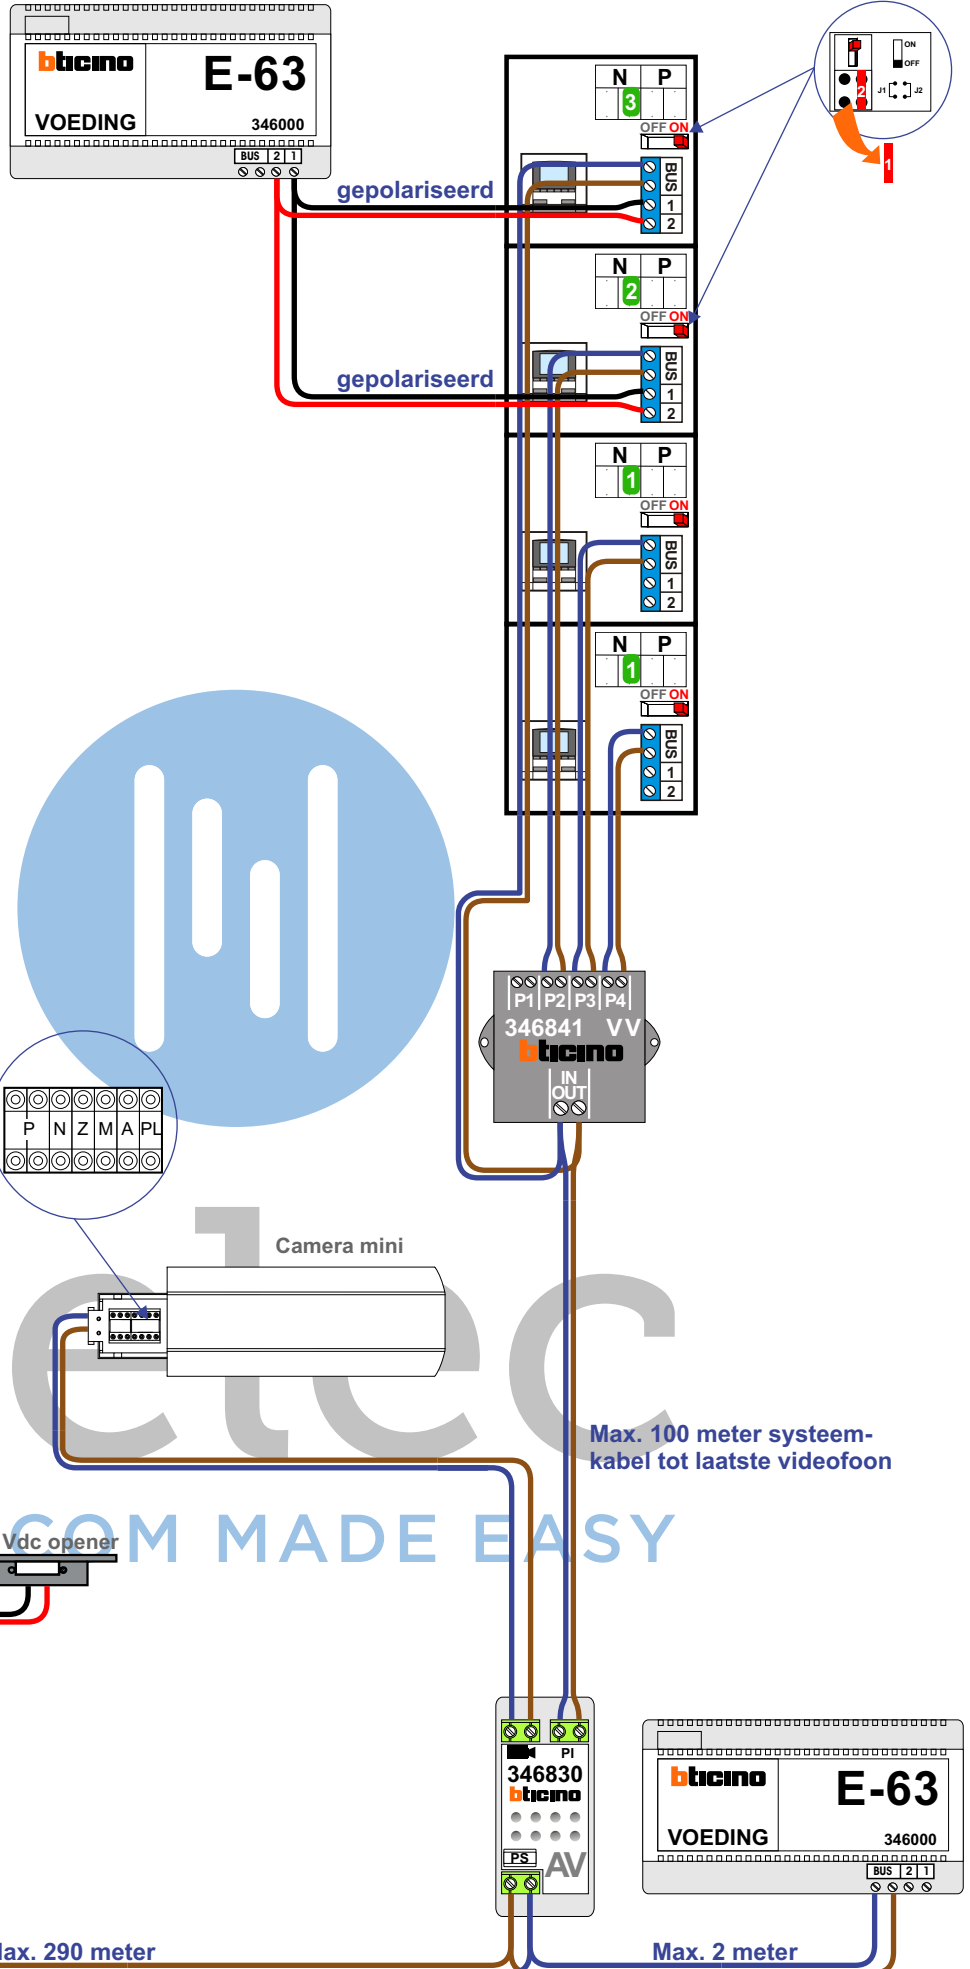 bticino
E-63
VOEDING
346000
BUS 2 1
gepolariseerd
N P
3
OFF ON
BUS
1
2
ON
OFF
J1 J2
2
1
gepolariseerd
N P
2
OFF ON
BUS
1
2
N P
1
OFF ON
BUS
1
2
N P
1
OFF ON
BUS
1
2
P1 P2 P3 P4
346841 VV
bticino
IN
OUT
P N Z M A PL
elec
Camera mini
Max. 100 meter systeem-
kabel tot laatste videofoon
COM MADE EASY
Vdc opener
PI
346830
bticino
PS
AV
bticino
E-63
VOEDING
346000
BUS 2 1
Max. 290 meter
Max. 2 meter